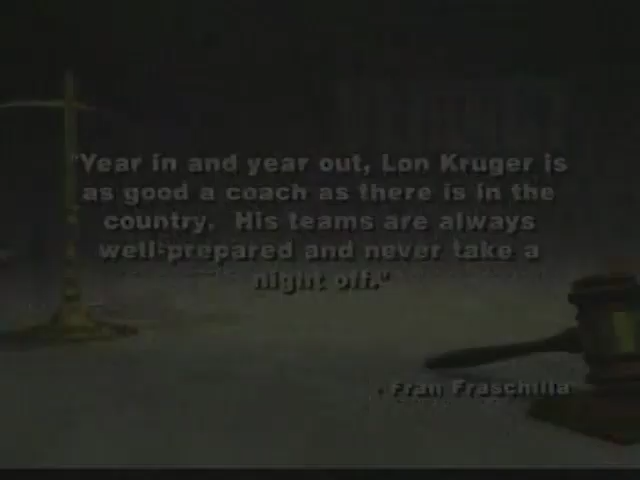 "Year in and year out, Lon Kruger is
as good a coach as there is in the
country. His teams are always
well-prepared and never take a
night off."
- Fran Fraschilla